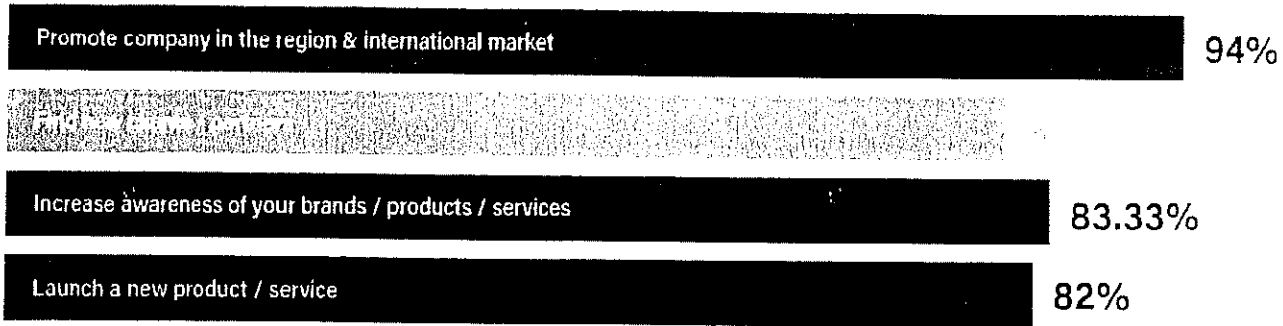 Promote company in the region & international market
94%
Find
Increase awareness of your brands / products / services
83.33%
Launch a new product / service
82%